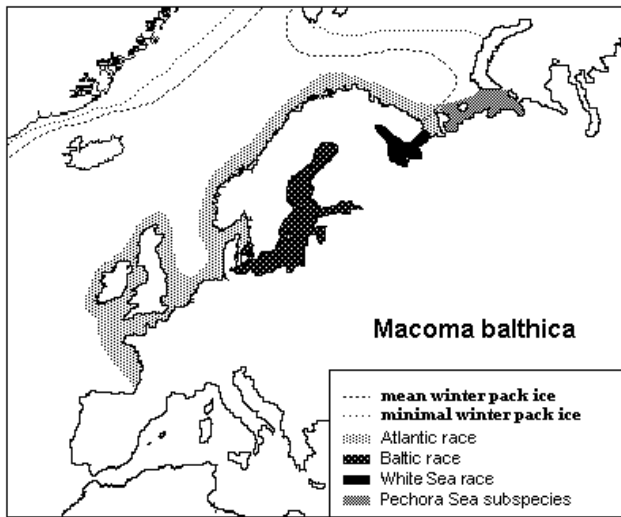 Macoma balthica
mean winter pack ice
minimal winter pack ice
Atlantic race
Baltic race
White Sea race
Pechora Sea subspecies